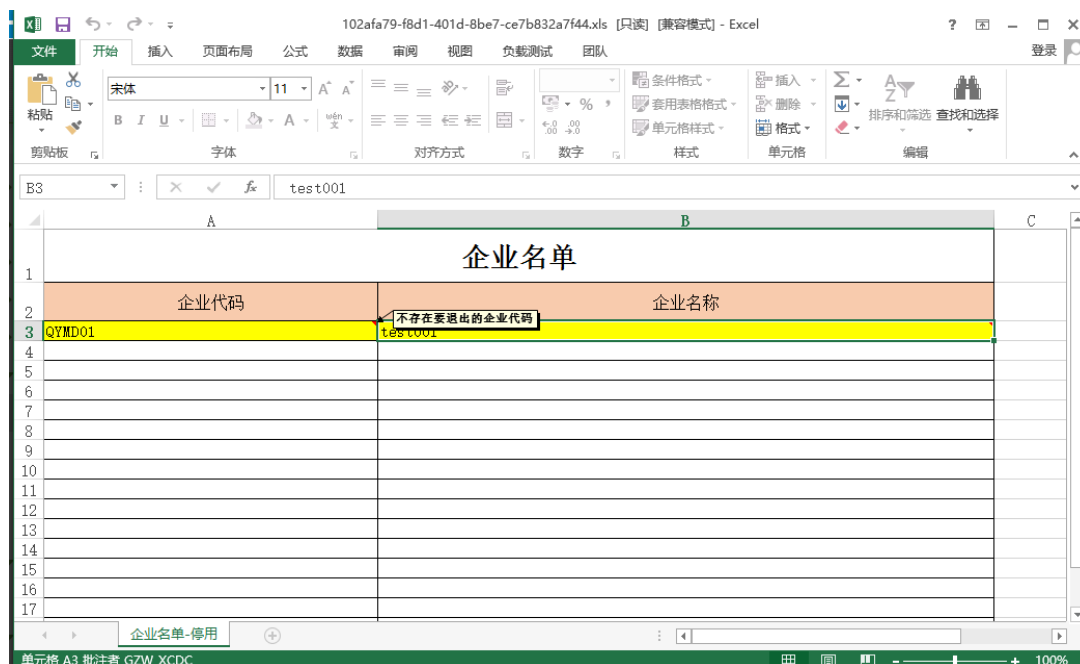 102afa79-f8d1-401d-8be7-ce7b832a7f44.xls [只读] [兼容模式] - Excel
文件 开始 插入 页面布局 公式 数据 审阅 视图 负载测试 团队 登录
宋体 11
条件格式 插入
套用表格格式 删除
单元格样式 格式
粘贴 B I U A wén 文 % 排序和筛选 查找和选择
剪贴板 字体 对齐方式 数字 样式 单元格 编辑
B3 fx test001
A B C
1 企业名单
2 企业代码 企业名称
不存在要退出的企业代码
3 QYMD01 test001
4
5
6
7
8
9
10
11
12
13
14
15
16
17
企业名单-停用
单元格 A3 批注者 GZW_XCDC 100%